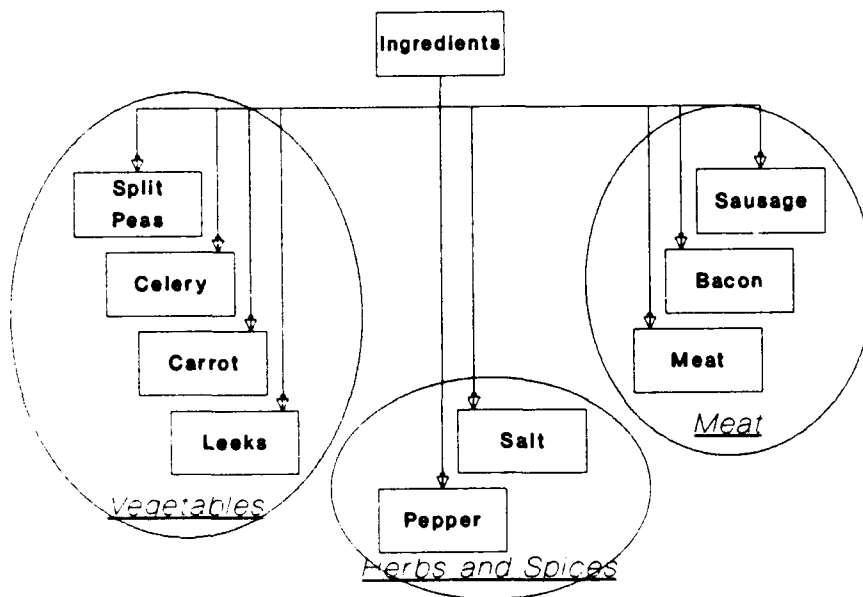 Ingredients
Split
Peas
Celery
Carrot
Leeks
Vegetables
Salt
Pepper
Herbs and Spices
Sausage
Bacon
Meat
Meat